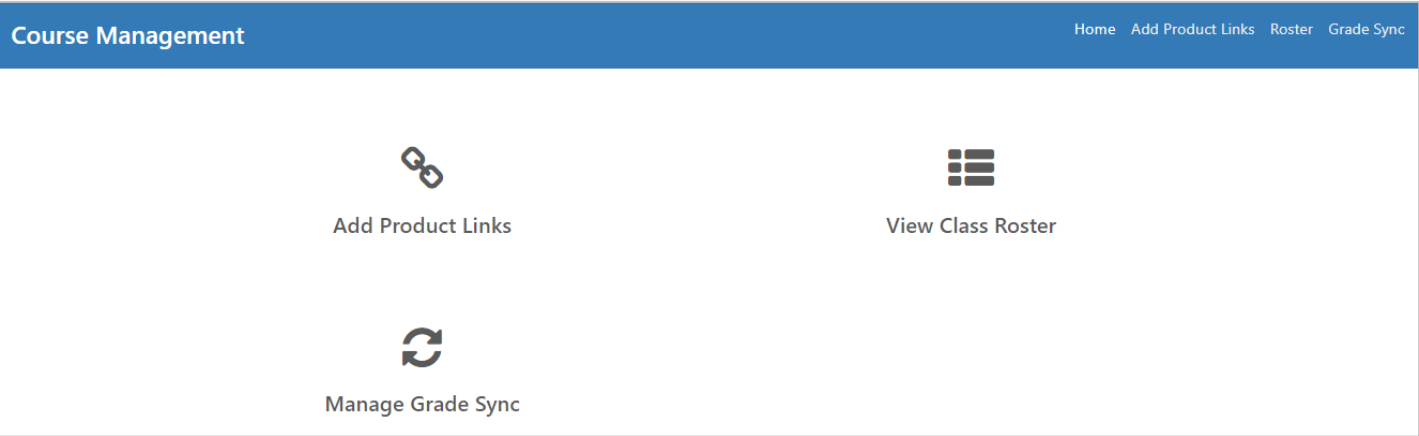 Course Management
Home Add Product Links Roster Grade Sync
Add Product Links
View Class Roster
Manage Grade Sync